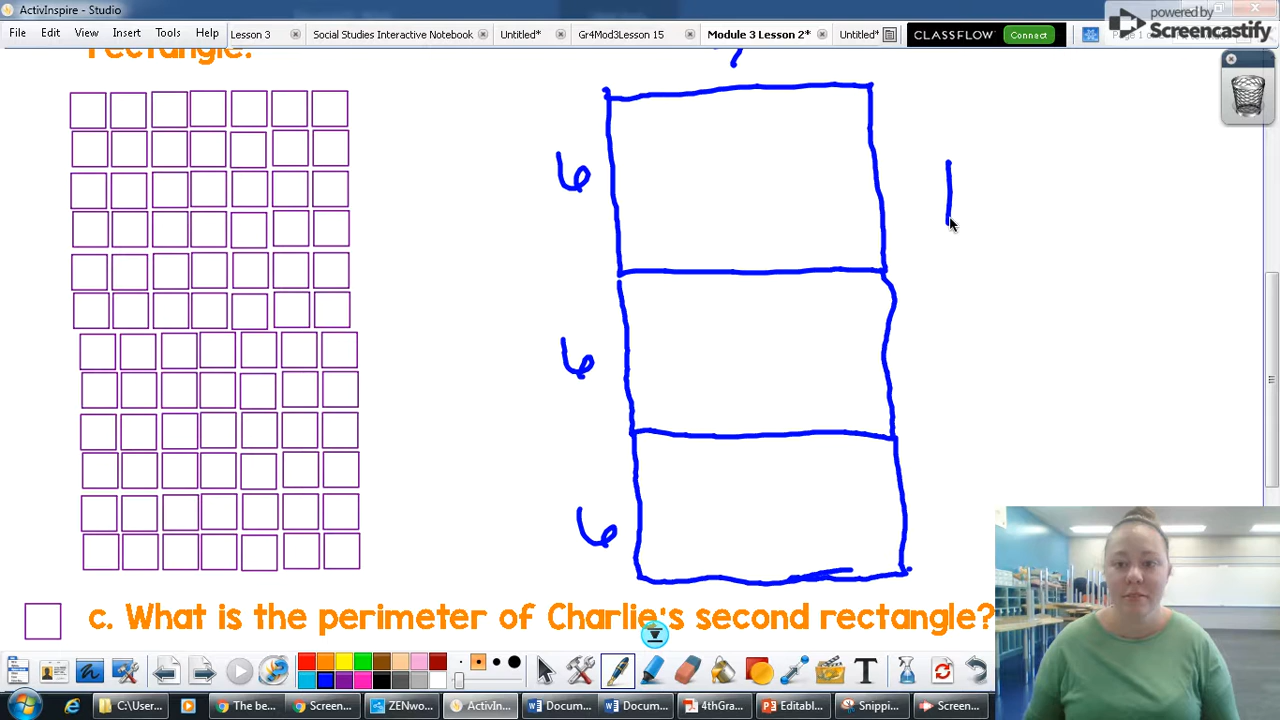 ActivInspire - Studio
powered by
Screencastify
File Edit View Insert Tools Help
Lesson 3 Social Studies Interactive Noteb Untitled Gr4Mod3Lesson 15 Module 3 Lesson 2* Untitled* CLASSFLOW Connect
rectangle.
6
6
6
c. What is the perimeter of Charlie's second rectangle?
T
C:\User... The be... Screen... ZENwo... ActivIn... Docum... Docum... 4thGra... Editabl... Snippi... Screen...